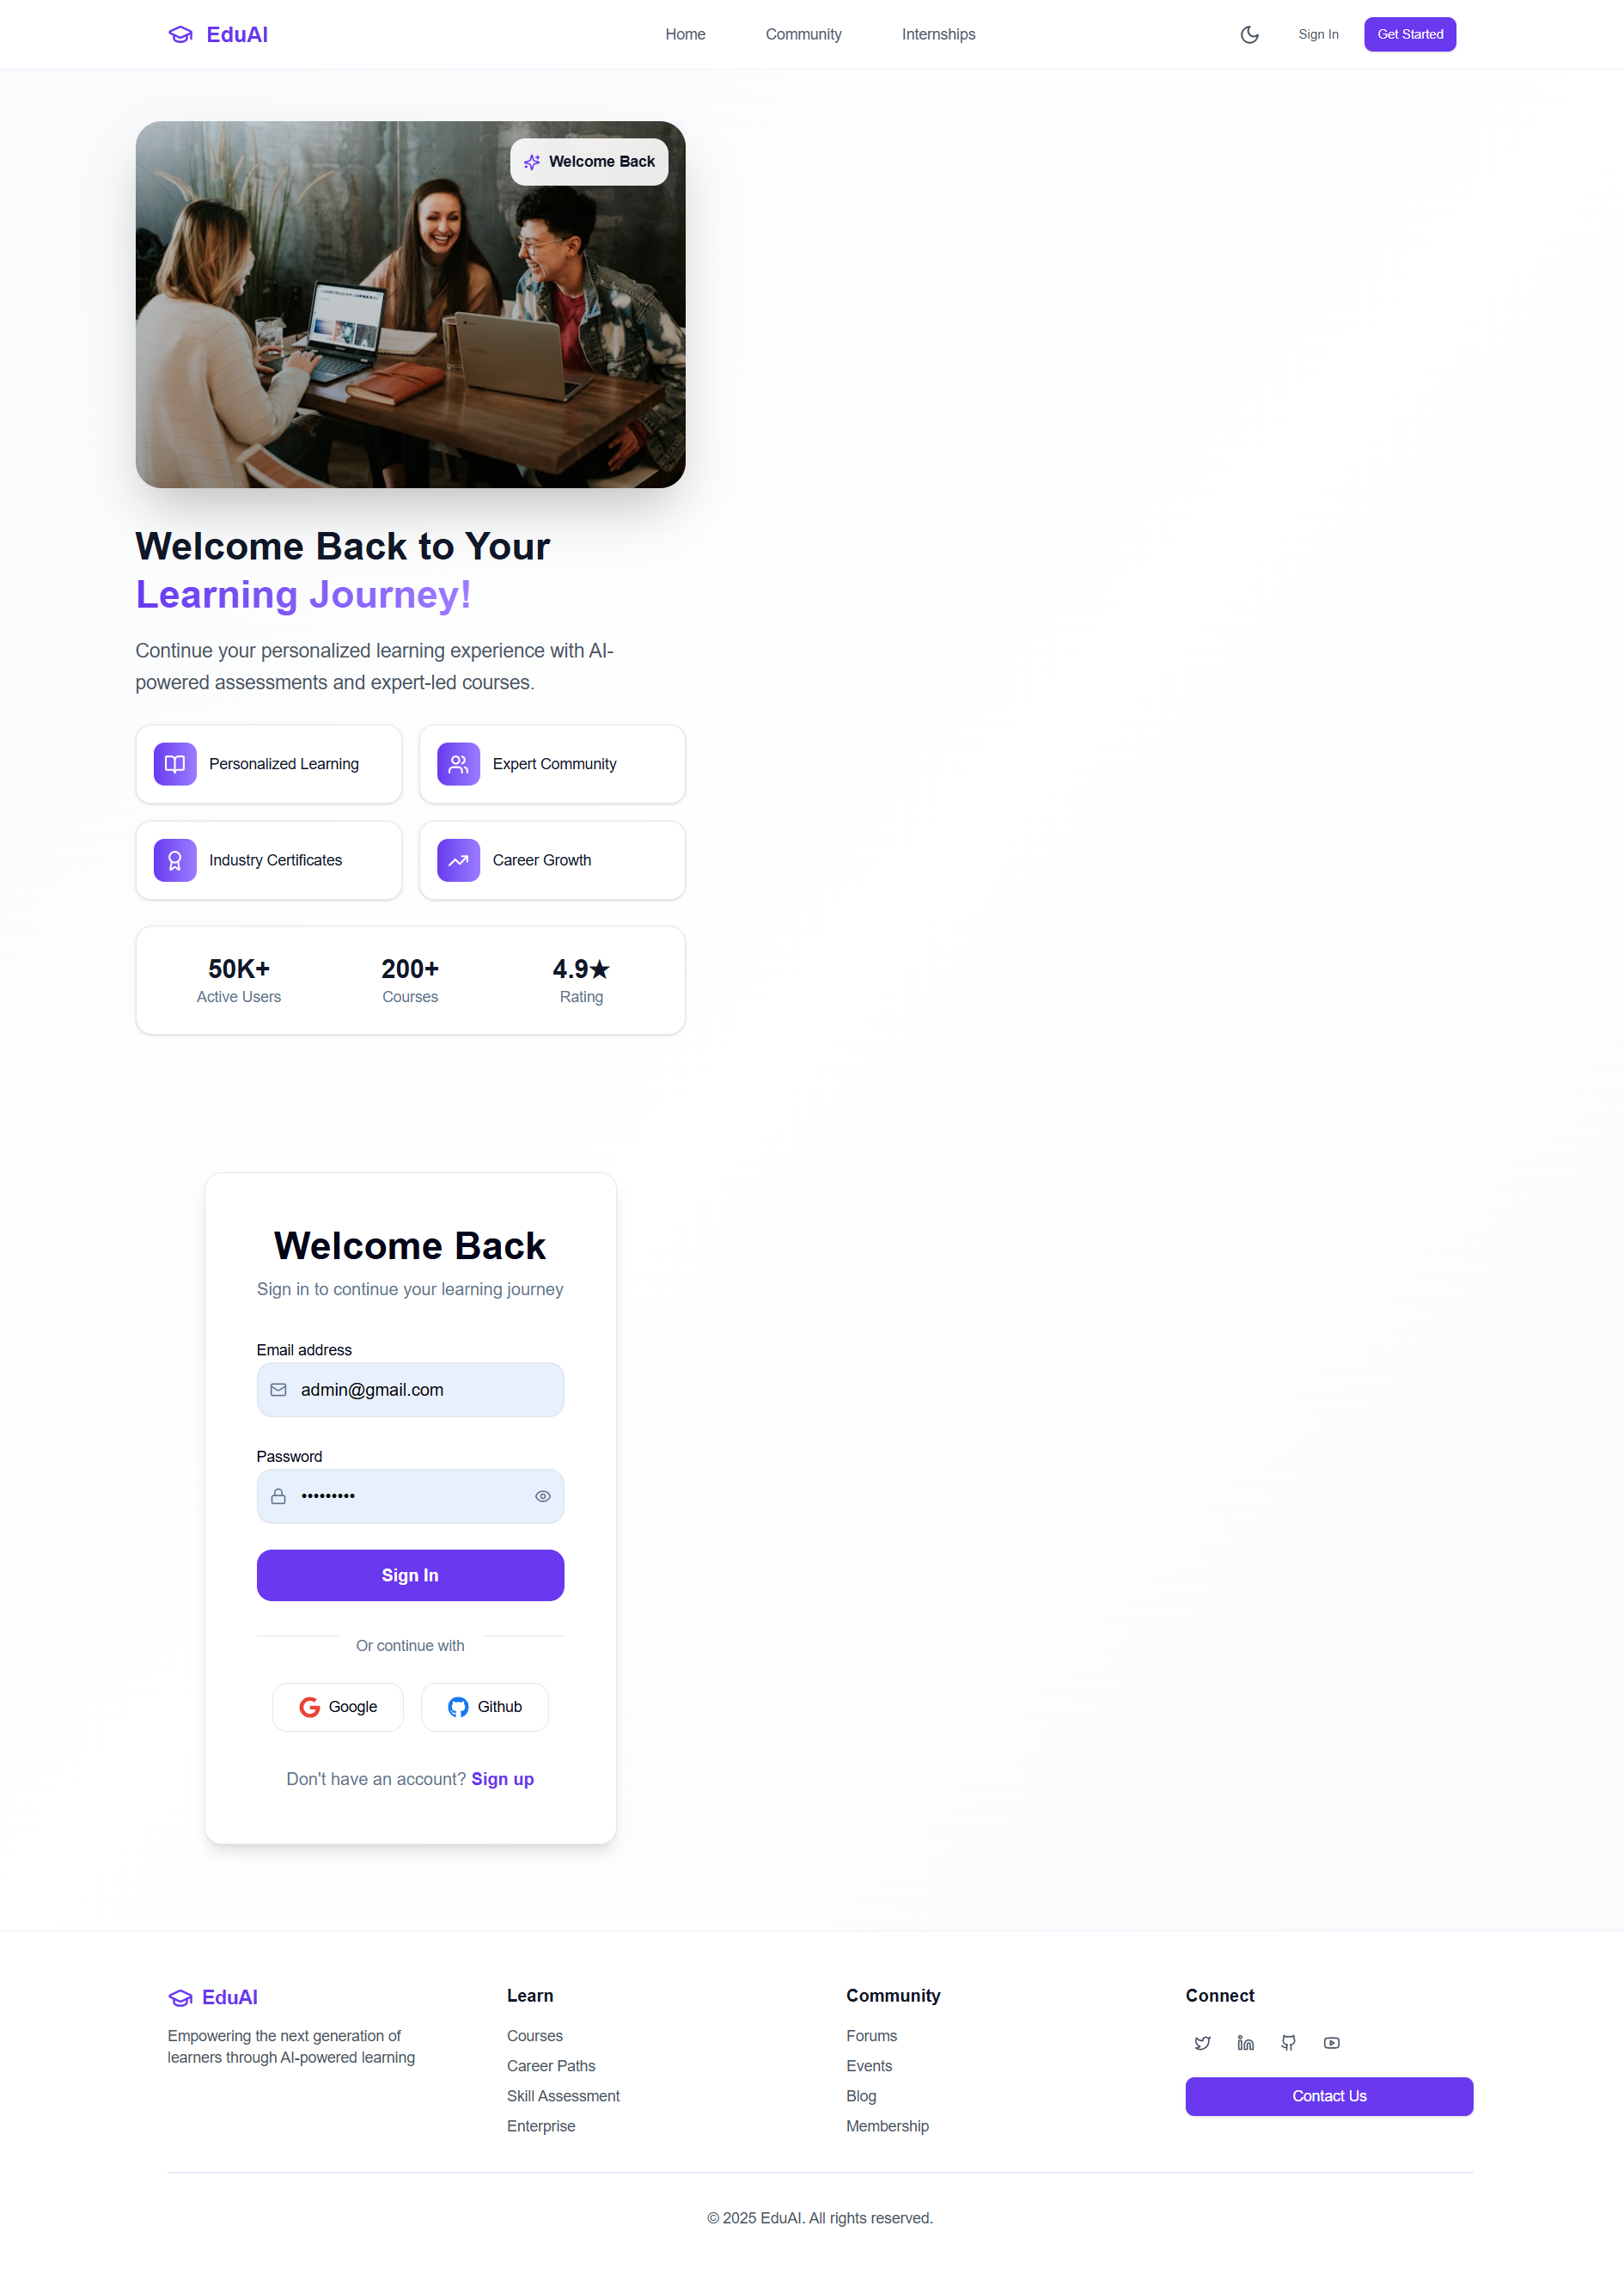 EduAI
Home
Community
Internships
Sign In
Get Started
Welcome Back
Welcome Back to Your
Learning Journey!
Continue your personalized learning experience with AI-
powered assessments and expert-led courses.
Personalized Learning
Expert Community
Industry Certificates
Career Growth
50K+
Active Users
200+
Courses
4.9★
Rating
Welcome Back
Sign in to continue your learning journey
Email address
admin@gmail.com
Password
•••••••••
Sign In
Or continue with
Google
Github
Don't have an account? Sign up
EduAI
Empowering the next generation of
learners through AI-powered learning
Learn
Courses
Career Paths
Skill Assessment
Enterprise
Community
Forums
Events
Blog
Membership
Connect
Contact Us
© 2025 EduAI. All rights reserved.